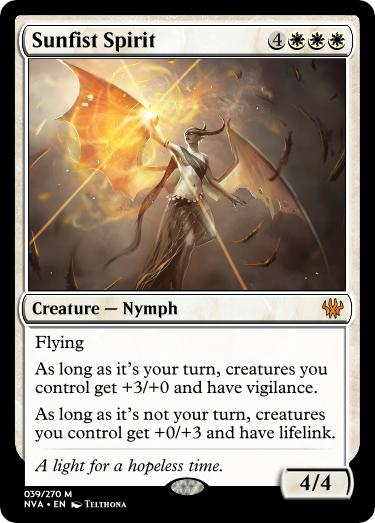 Sunfist Spirit 4
Creature — Nymph
Flying
As long as it's your turn, creatures you
control get +3/+0 and have vigilance.
As long as it's not your turn, creatures
you control get +0/+3 and have lifelink.
A light for a hopeless time.
4/4
039/270 M
NVA • EN Telthona